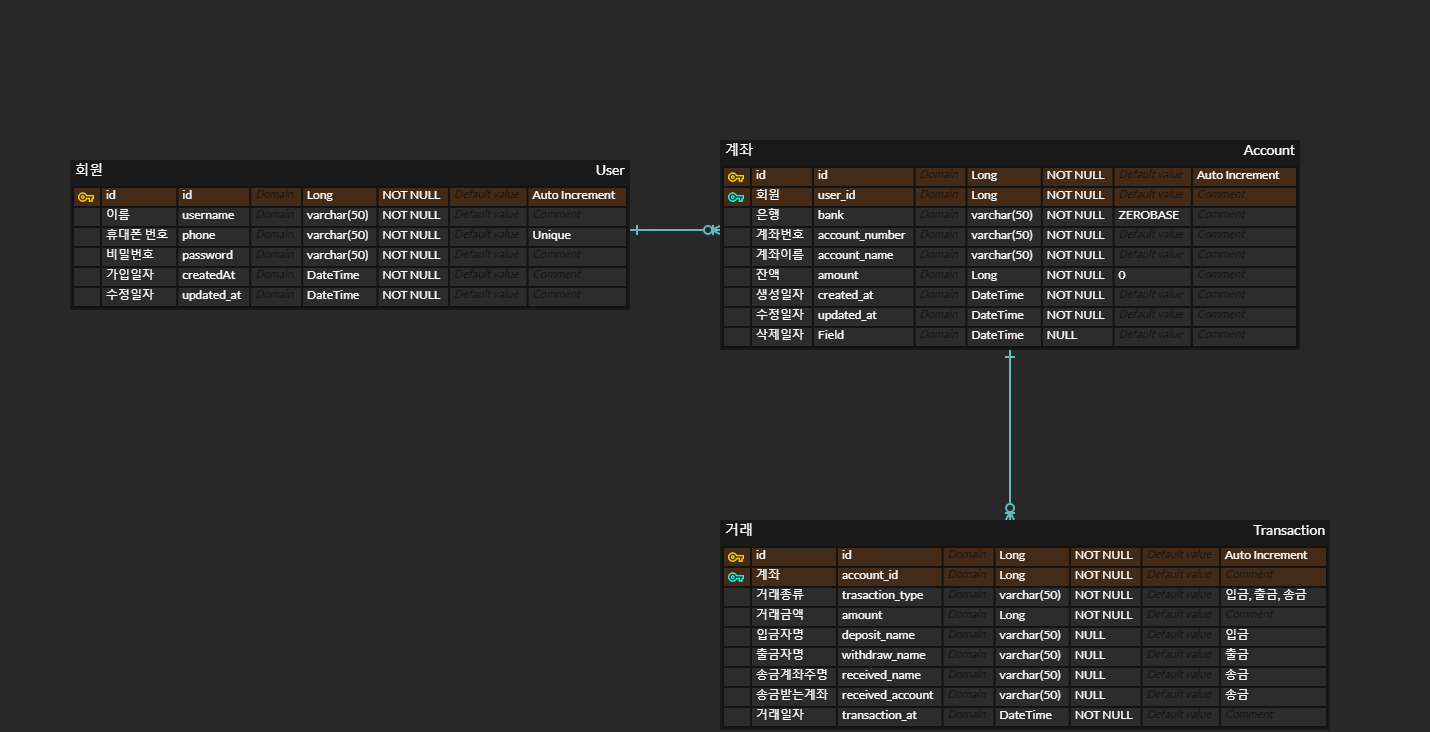 회원 User
id id Domain Long NOT NULL Default value Auto Increment
이름 username Domain varchar(50) NOT NULL Default value Comment
휴대폰 번호 phone Domain varchar(50) NOT NULL Default value Unique
비밀번호 password Domain varchar(50) NOT NULL Default value Comment
가입일자 createdAt Domain DateTime NOT NULL Default value Comment
수정일자 updated_at Domain DateTime NOT NULL Default value Comment
계좌 Account
id id Domain Long NOT NULL Default value Auto Increment
회원 user_id Domain Long NOT NULL Default value Comment
은행 bank Domain varchar(50) NOT NULL ZEROBASE Comment
계좌번호 account_number Domain varchar(50) NOT NULL Default value Comment
계좌이름 account_name Domain varchar(50) NOT NULL Default value Comment
잔액 amount Domain Long NOT NULL 0 Comment
생성일자 created_at Domain DateTime NOT NULL Default value Comment
수정일자 updated_at Domain DateTime NOT NULL Default value Comment
삭제일자 Field Domain DateTime NULL Default value Comment
거래 Transaction
id id Domain Long NOT NULL Default value Auto Increment
계좌 account_id Domain Long NOT NULL Default value Comment
거래종류 trasaction_type Domain varchar(50) NOT NULL Default value 입금, 출금, 송금
거래금액 amount Domain Long NOT NULL Default value Comment
입금자명 deposit_name Domain varchar(50) NULL Default value 입금
출금자명 withdraw_name Domain varchar(50) NULL Default value 출금
송금계좌주명 received_name Domain varchar(50) NULL Default value 송금
송금받는계좌 received_account Domain varchar(50) NULL Default value 송금
거래일자 transaction_at Domain DateTime NOT NULL Default value Comment